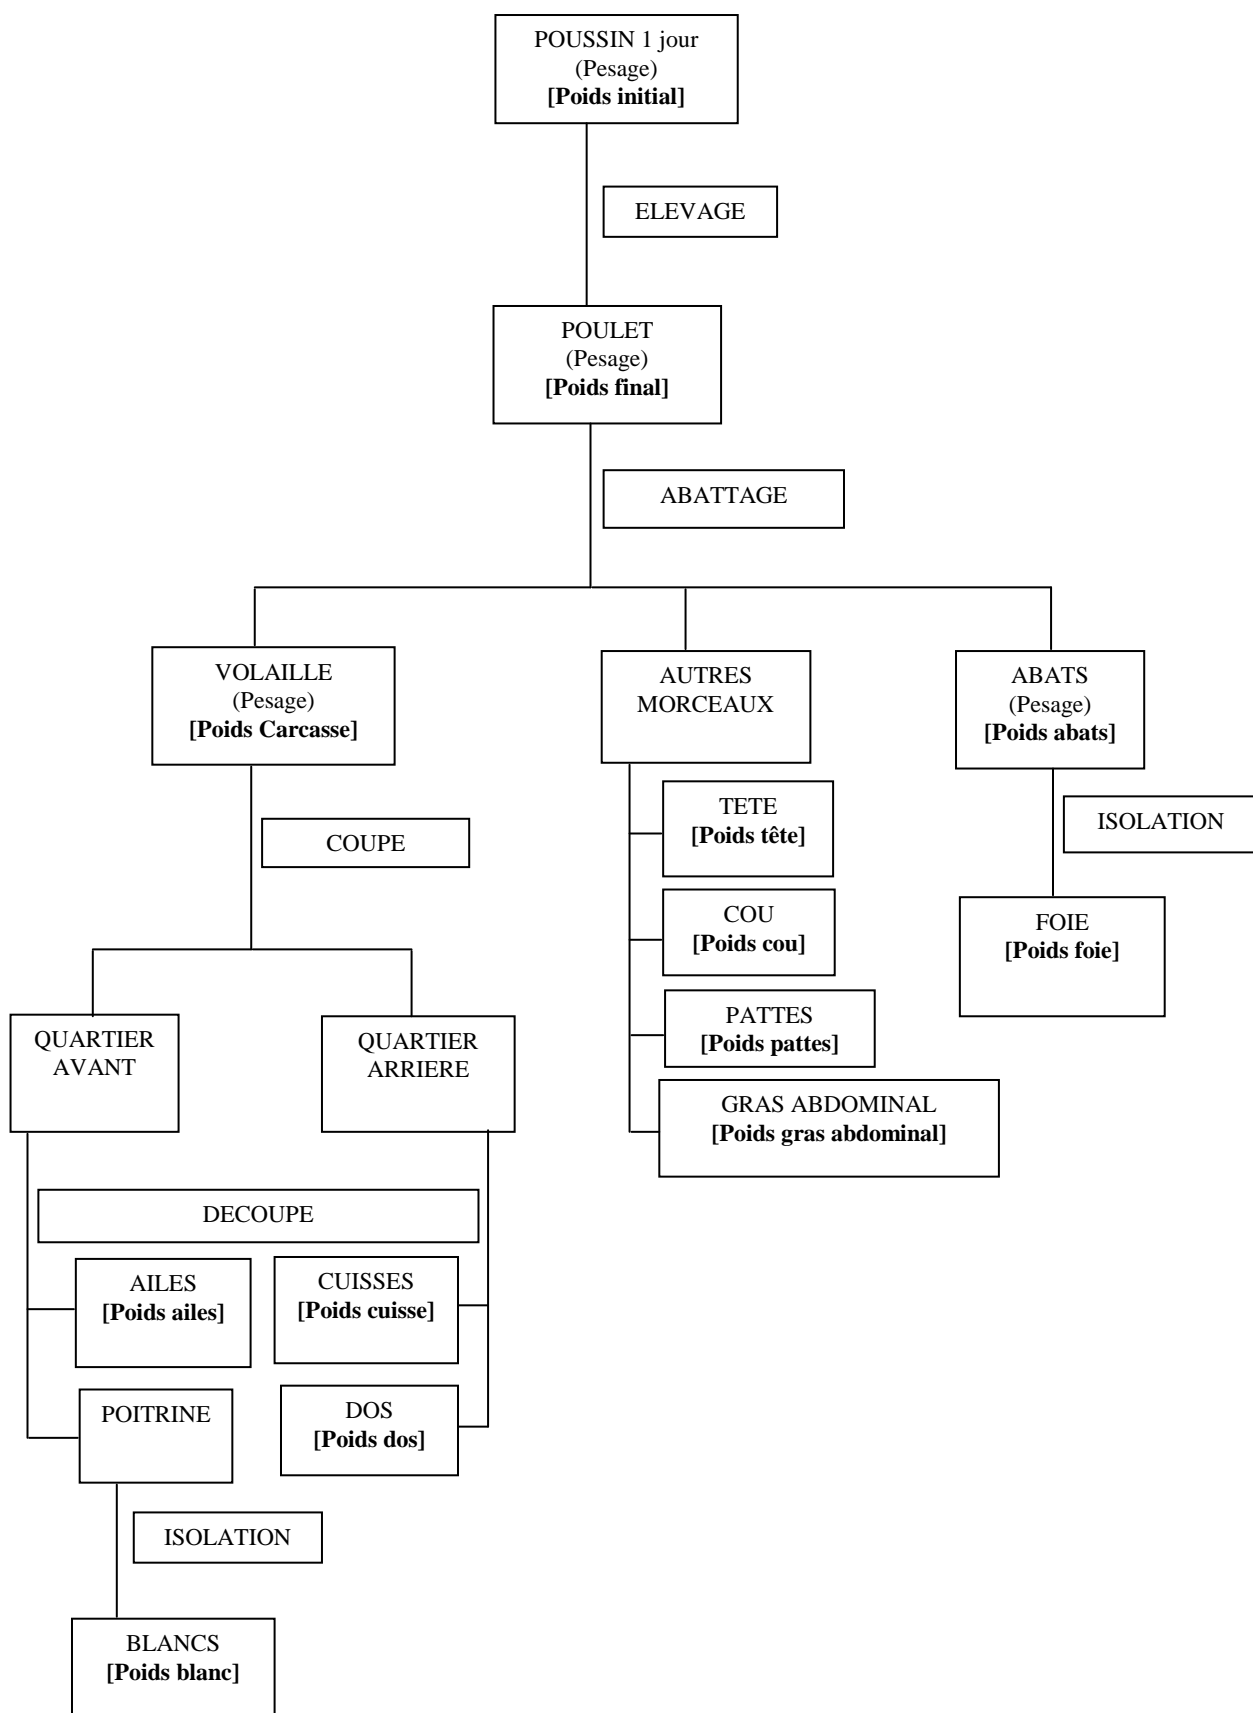 POUSSIN 1 jour
(Pesage)
[Poids initial]
ELEVAGE
POULET
(Pesage)
[Poids final]
ABATTAGE
VOLAILLE
(Pesage)
[Poids Carcasse]
AUTRES
MORCEAUX
ABATS
(Pesage)
[Poids abats]
COUPE
TETE
[Poids tête]
ISOLATION
COU
[Poids cou]
FOIE
[Poids foie]
QUARTIER
AVANT
QUARTIER
ARRIERE
PATTES
[Poids pattes]
GRAS ABDOMINAL
[Poids gras abdominal]
DECOUPE
AILES
[Poids ailes]
CUISSES
[Poids cuisse]
POITRINE
DOS
[Poids dos]
ISOLATION
BLANCS
[Poids blanc]